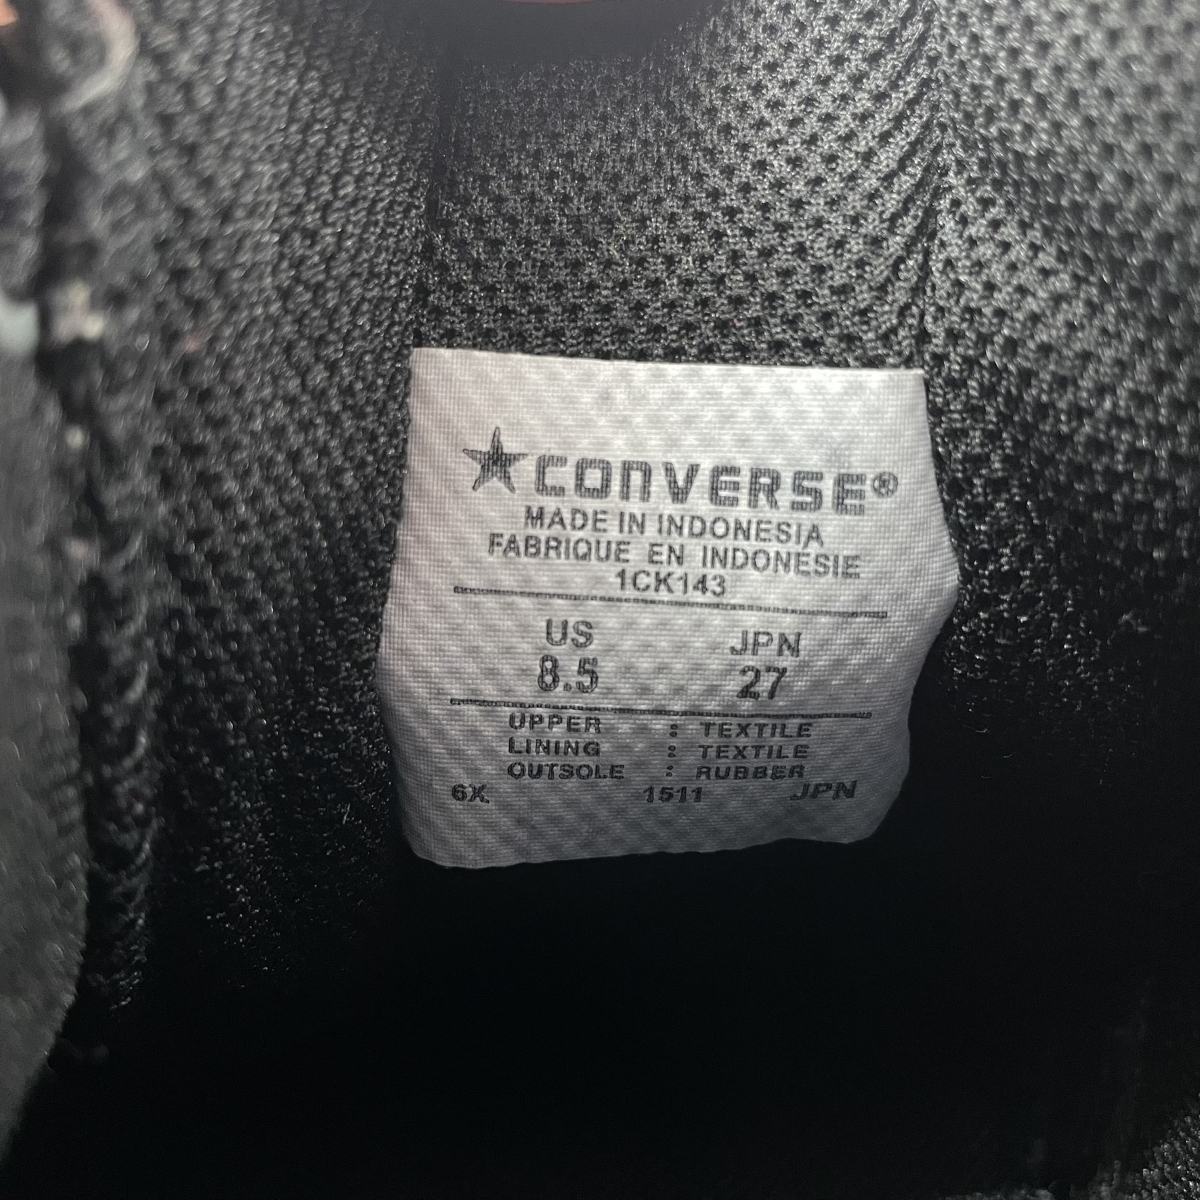 CONVERSE®
MADE IN INDONESIA
FABRIQUE EN INDONESIE
1CK143
US JPN
8.5 27
UPPER : TEXTILE
LINING : TEXTILE
OUTSOLE : RUBBER
6X 1511 JPN